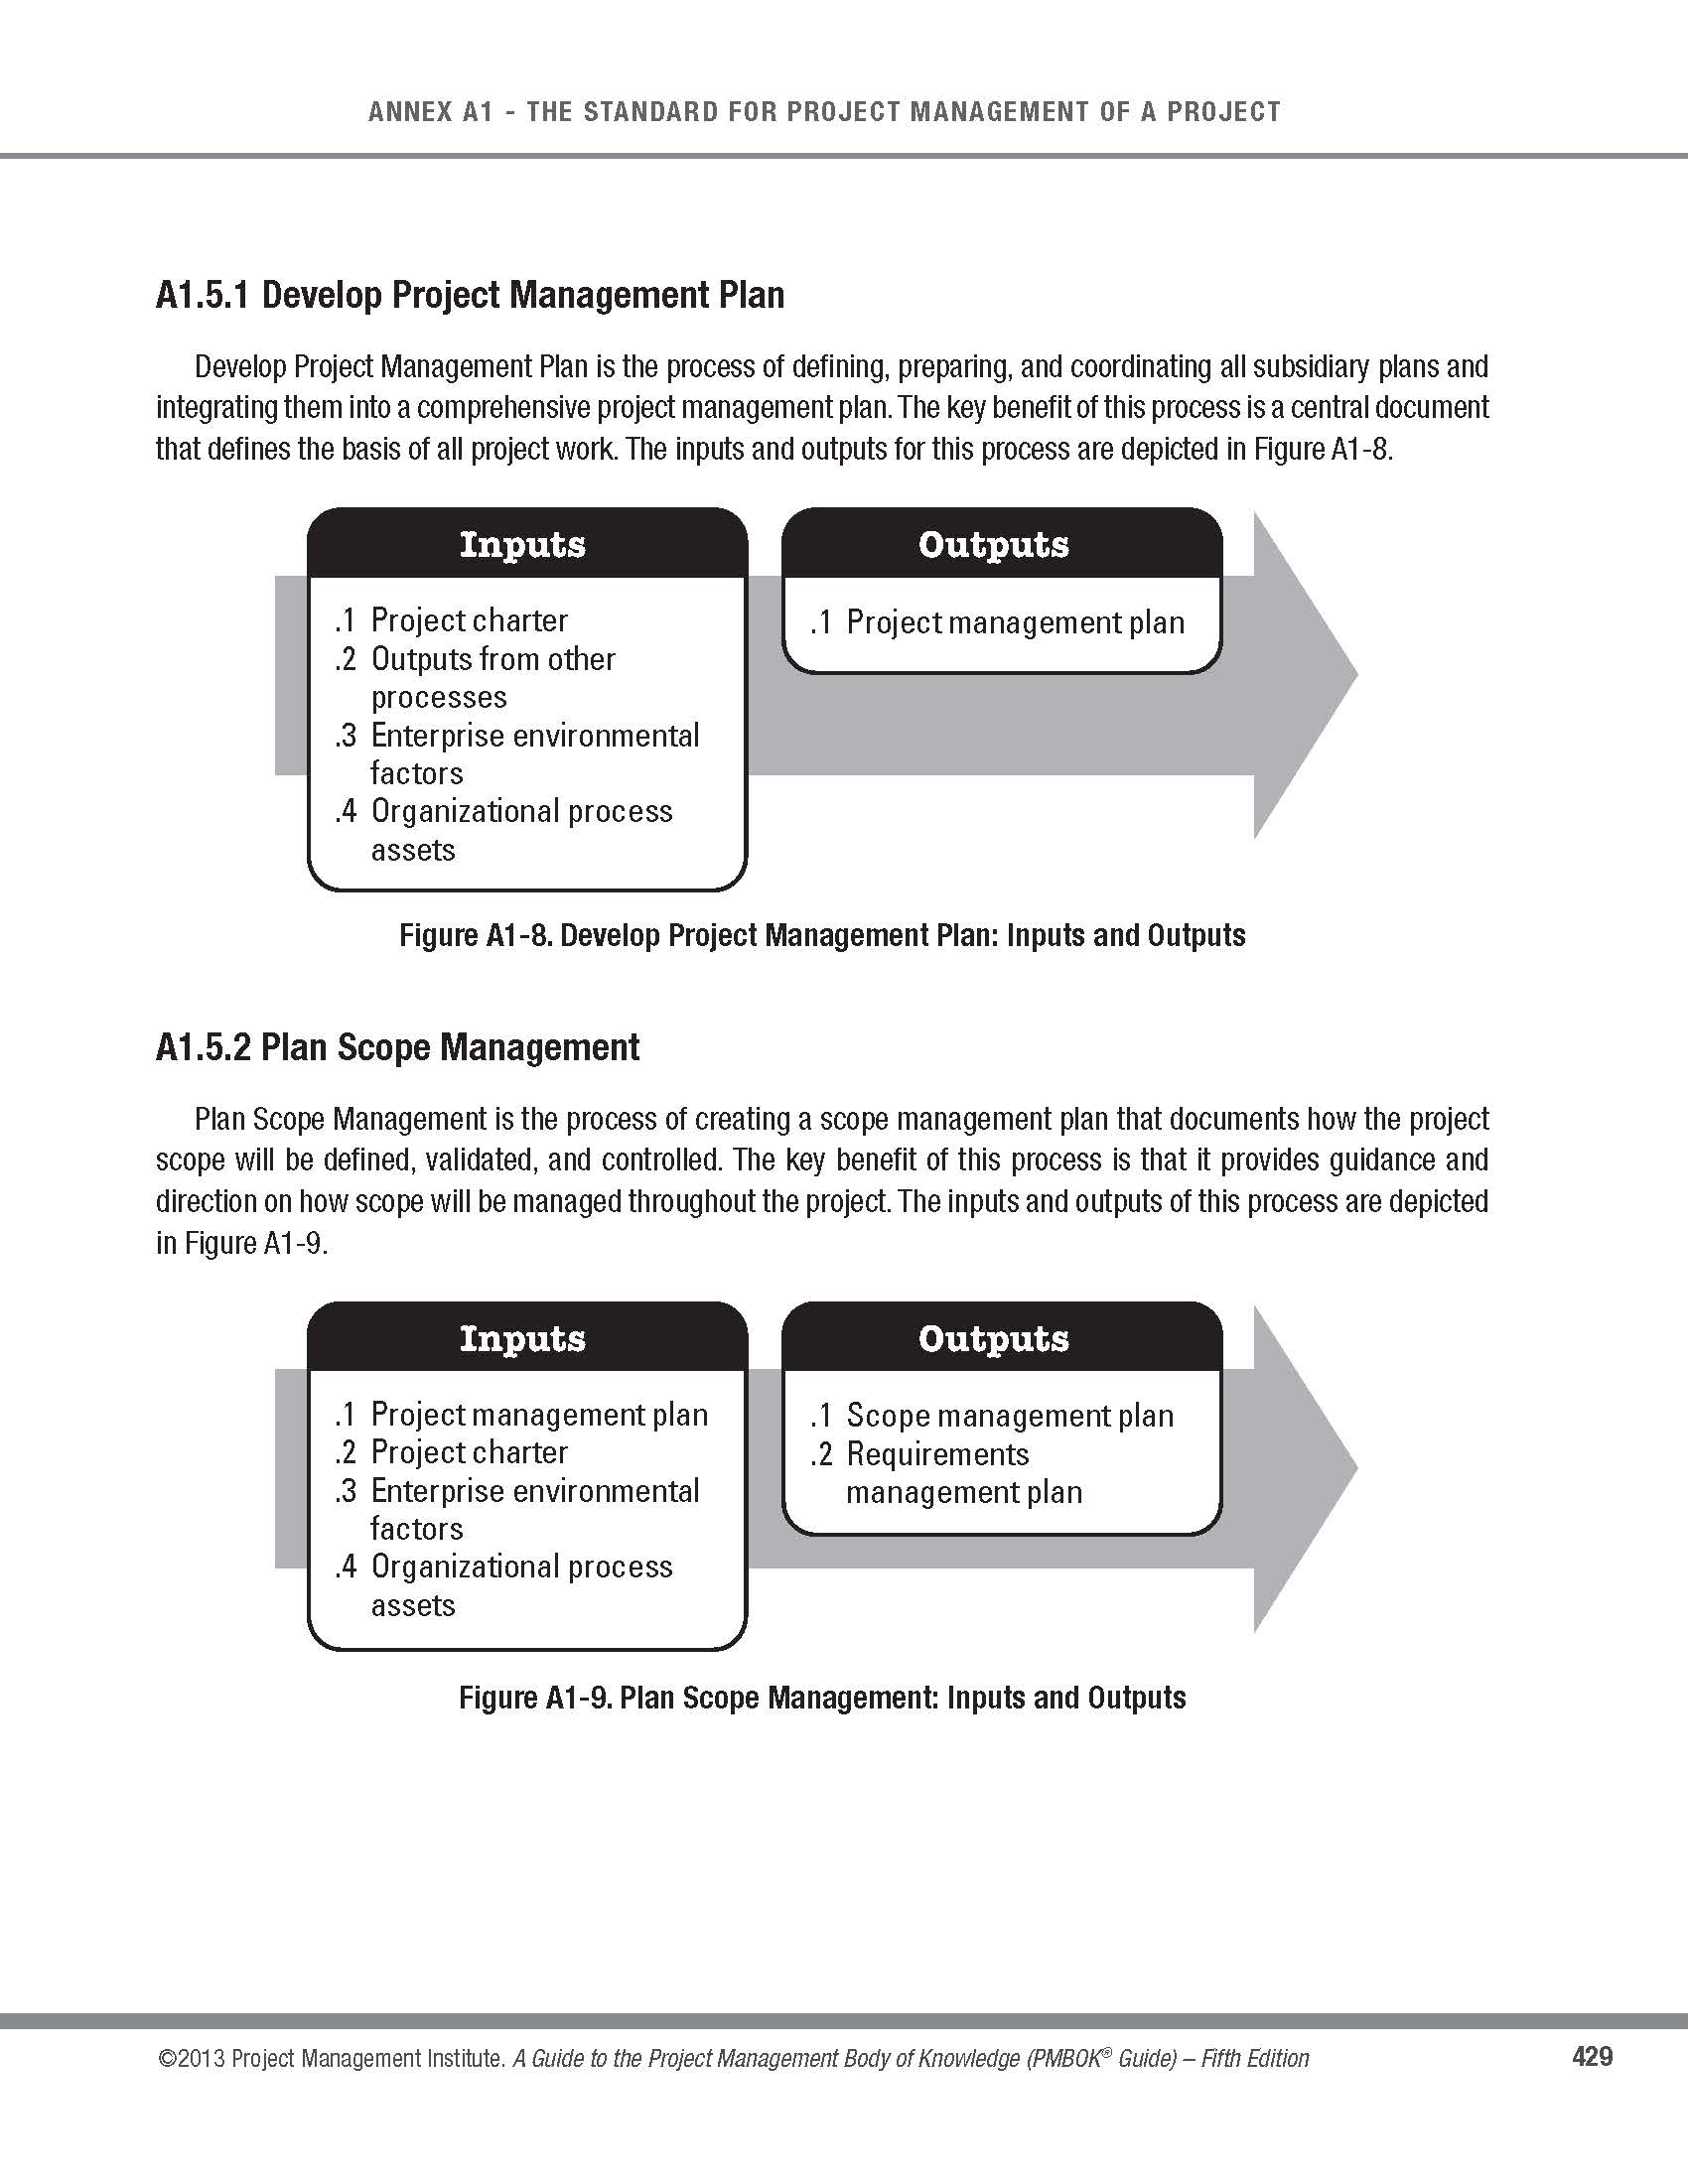 ANNEX A1 - THE STANDARD FOR PROJECT MANAGEMENT OF A PROJECT
A1.5.1 Develop Project Management Plan
Develop Project Management Plan is the process of defining, preparing, and coordinating all subsidiary plans and
integrating them into a comprehensive project management plan. The key benefit of this process is a central document
that defines the basis of all project work. The inputs and outputs for this process are depicted in Figure A1-8.
Inputs
.1 Project charter
.2 Outputs from other
processes
.3 Enterprise environmental
factors
.4 Organizational process
assets
Outputs
.1 Project management plan
Figure A1-8. Develop Project Management Plan: Inputs and Outputs
A1.5.2 Plan Scope Management
Plan Scope Management is the process of creating a scope management plan that documents how the project
scope will be defined, validated, and controlled. The key benefit of this process is that it provides guidance and
direction on how scope will be managed throughout the project. The inputs and outputs of this process are depicted
in Figure A1-9.
Inputs
.1 Project management plan
.2 Project charter
.3 Enterprise environmental
factors
.4 Organizational process
assets
Outputs
.1 Scope management plan
.2 Requirements
management plan
Figure A1-9. Plan Scope Management: Inputs and Outputs
©2013 Project Management Institute. A Guide to the Project Management Body of Knowledge (PMBOK® Guide) – Fifth Edition
429